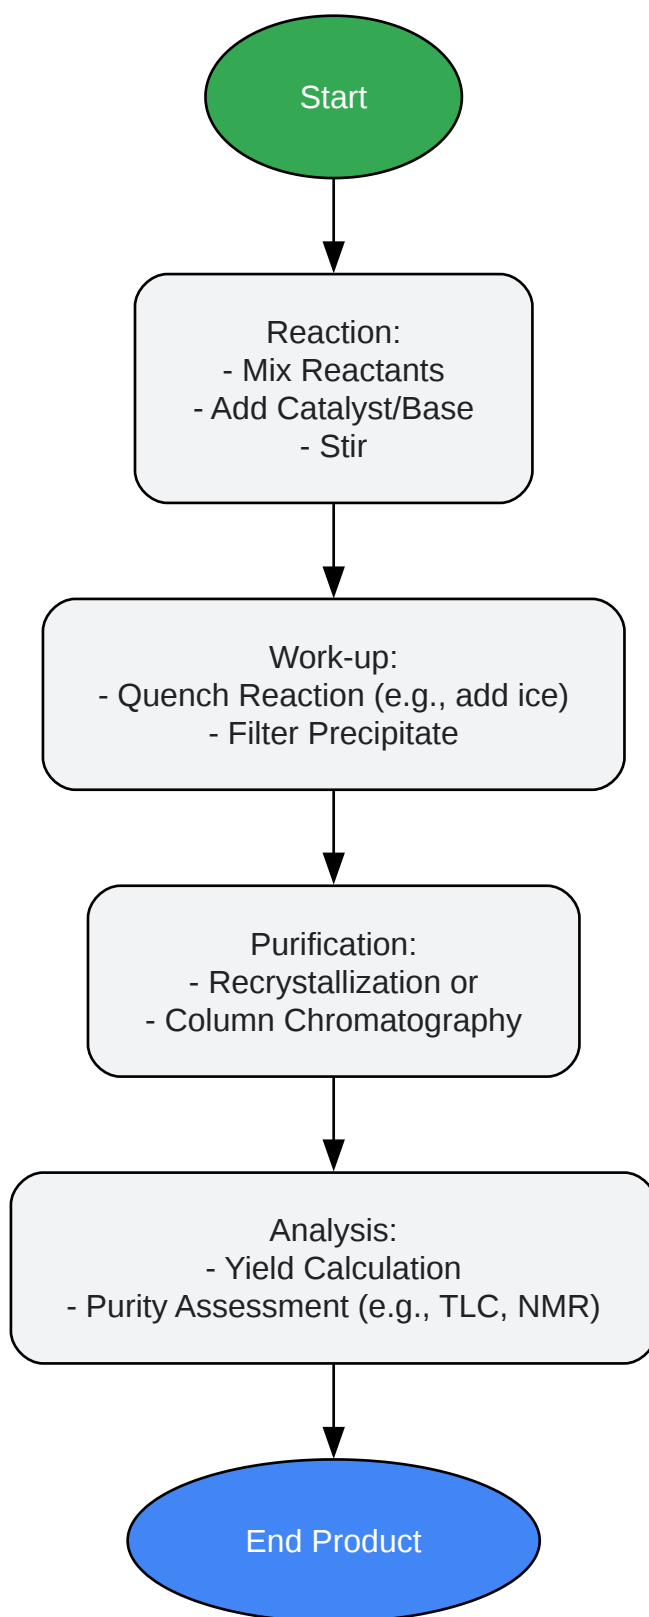 Start
Reaction:
- Mix Reactants
- Add Catalyst/Base
- Stir
Work-up:
- Quench Reaction (e.g., add ice)
- Filter Precipitate
Purification:
- Recrystallization or
- Column Chromatography
Analysis:
- Yield Calculation
- Purity Assessment (e.g., TLC, NMR)
End Product